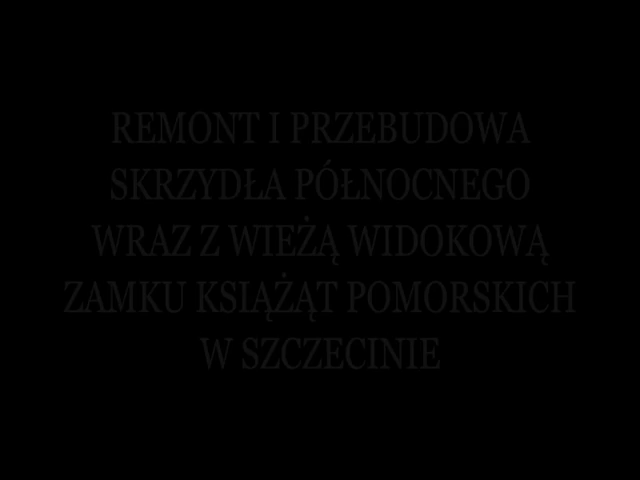 REMONT I PRZEBUDOWA
SKRZYDŁA PÓŁNOCNEGO
WRAZ Z WIEŻĄ WIDOKOWĄ
ZAMKU KSIĄŻĄT POMORSKICH
W SZCZECINIE